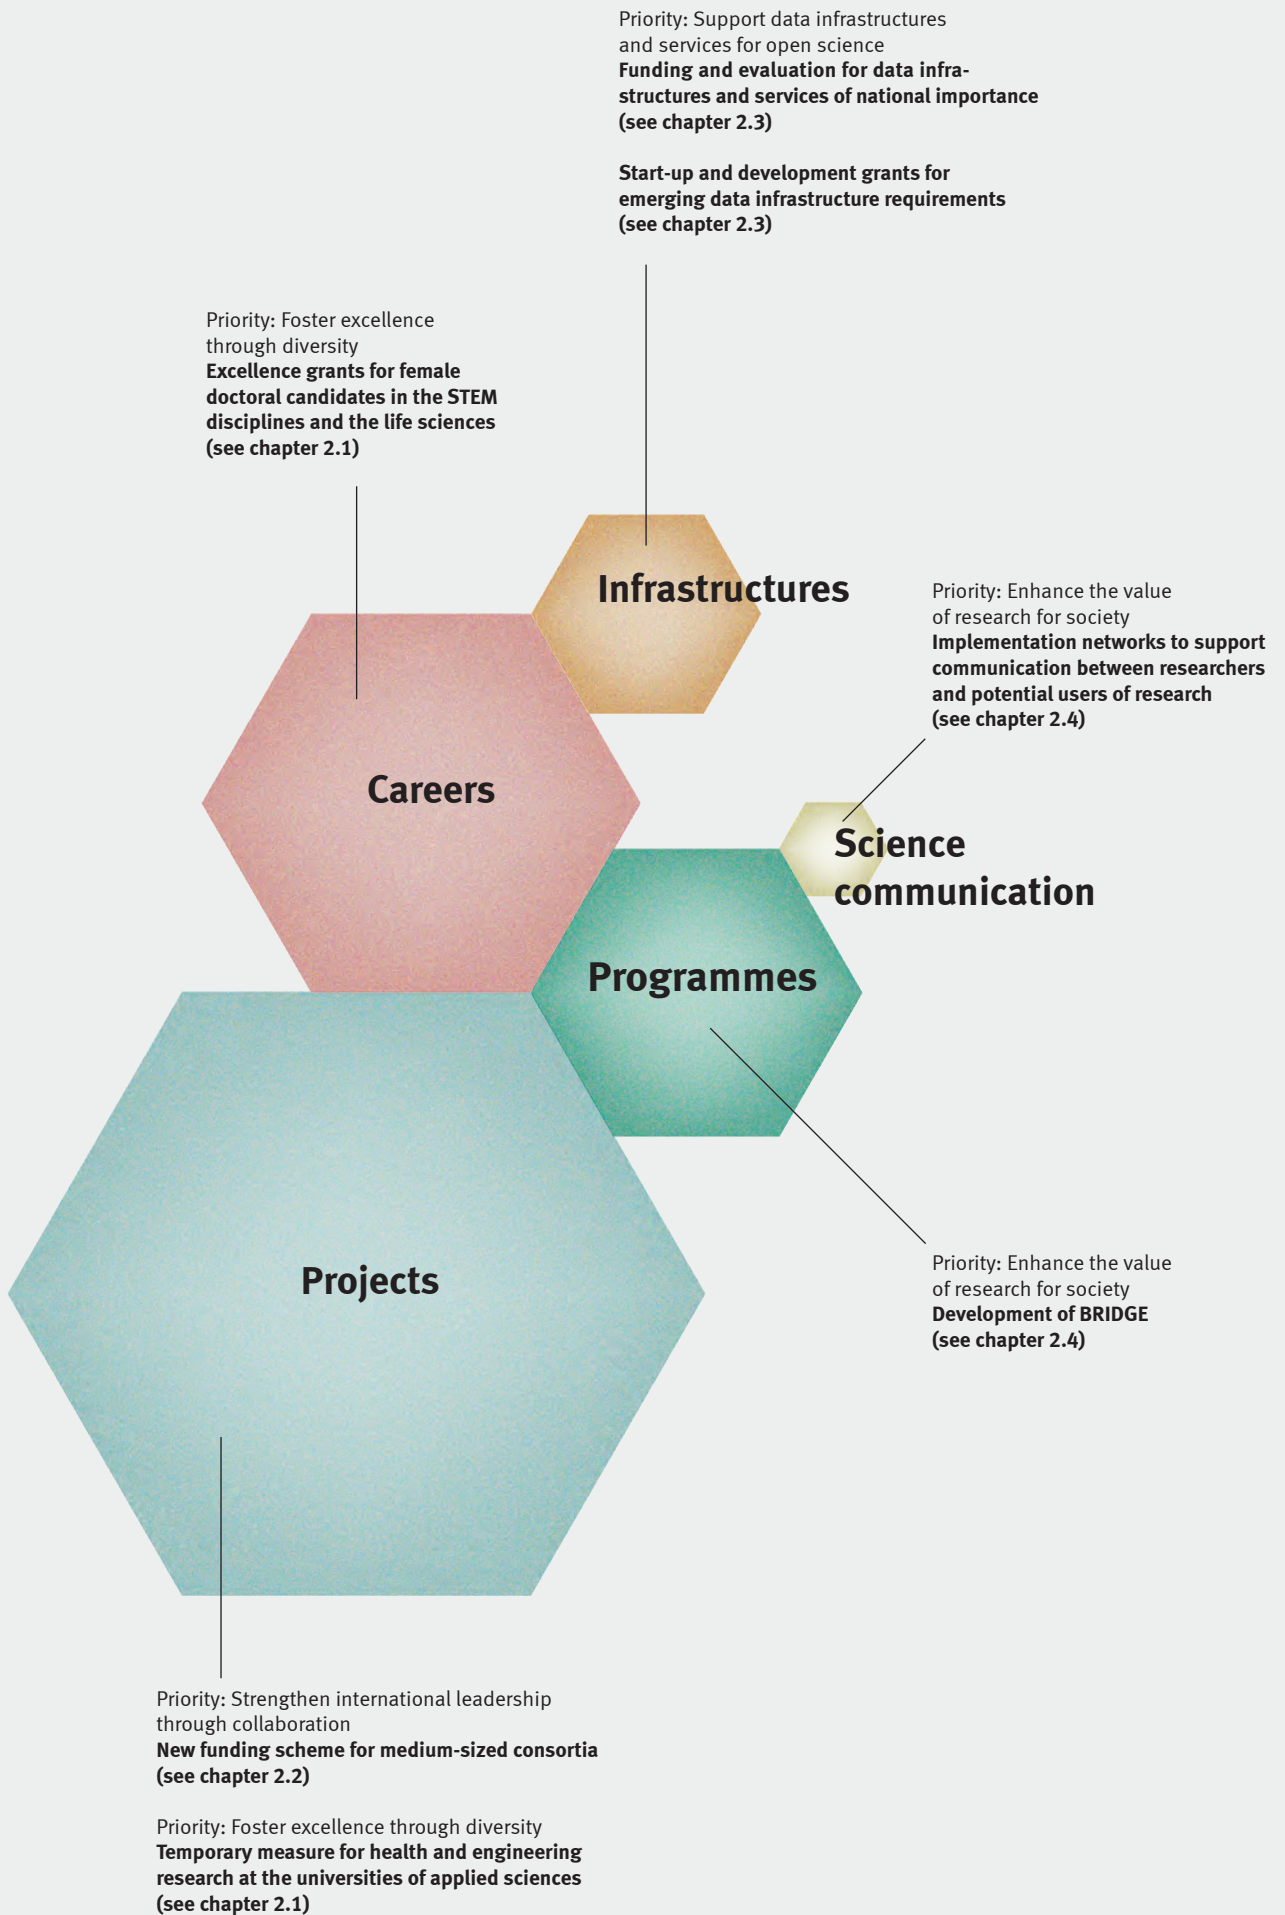 Priority: Support data infrastructures
and services for open science
Funding and evaluation for data infra-
structures and services of national importance
(see chapter 2.3)
Start-up and development grants for
emerging data infrastructure requirements
(see chapter 2.3)
Priority: Foster excellence
through diversity
Excellence grants for female
doctoral candidates in the STEM
disciplines and the life sciences
(see chapter 2.1)
Infrastructures
Priority: Enhance the value
of research for society
Implementation networks to support
communication between researchers
and potential users of research
(see chapter 2.4)
Careers
Science
communication
Programmes
Projects
Priority: Enhance the value
of research for society
Development of BRIDGE
(see chapter 2.4)
Priority: Strengthen international leadership
through collaboration
New funding scheme for medium-sized consortia
(see chapter 2.2)
Priority: Foster excellence through diversity
Temporary measure for health and engineering
research at the universities of applied sciences
(see chapter 2.1)